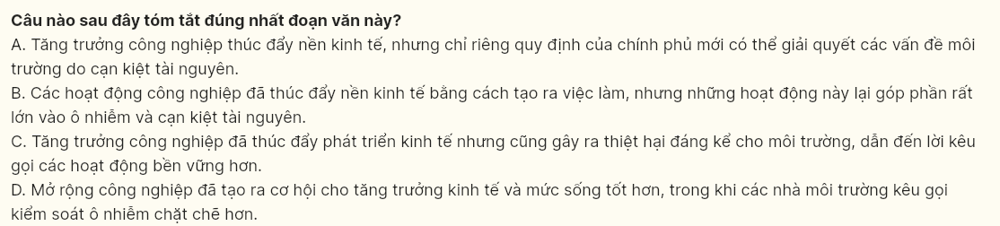 Câu nào sau đây tóm tắt đúng nhất đoạn văn này?
A. Tăng trưởng công nghiệp thúc đẩy nền kinh tế, nhưng chỉ riêng quy định của chính phủ mới có thể giải quyết các vấn đề môi
trường do cạn kiệt tài nguyên.
B. Các hoạt động công nghiệp đã thúc đẩy nền kinh tế bằng cách tạo ra việc làm, nhưng những hoạt động này lại góp phần rất
lớn vào ô nhiễm và cạn kiệt tài nguyên.
C. Tăng trưởng công nghiệp đã thúc đẩy phát triển kinh tế nhưng cũng gây ra thiệt hại đáng kể cho môi trường, dẫn đến lời kêu
gọi các hoạt động bền vững hơn.
D. Mở rộng công nghiệp đã tạo ra cơ hội cho tăng trưởng kinh tế và mức sống tốt hơn, trong khi các nhà môi trường kêu gọi
kiểm soát ô nhiễm chặt chẽ hơn.